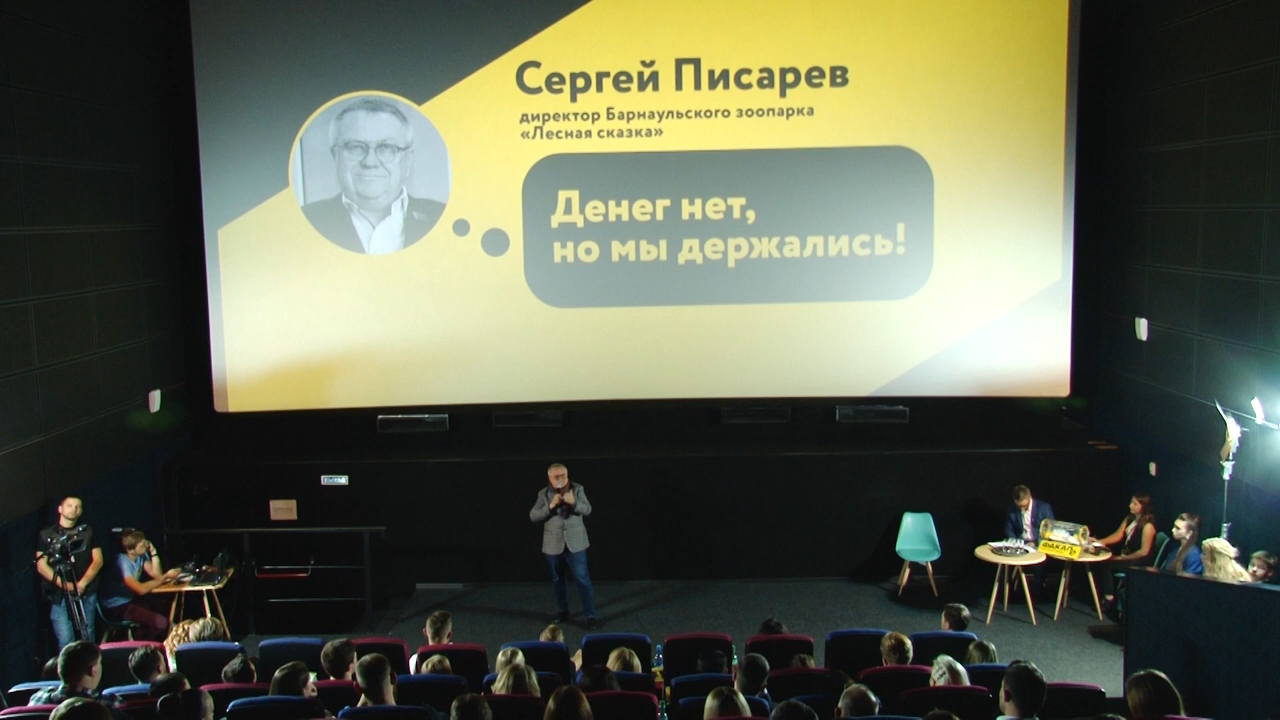 Сергей Писарев
директор Барнаульского зоопарка
«Лесная сказка»
Денег нет,
но мы держались!